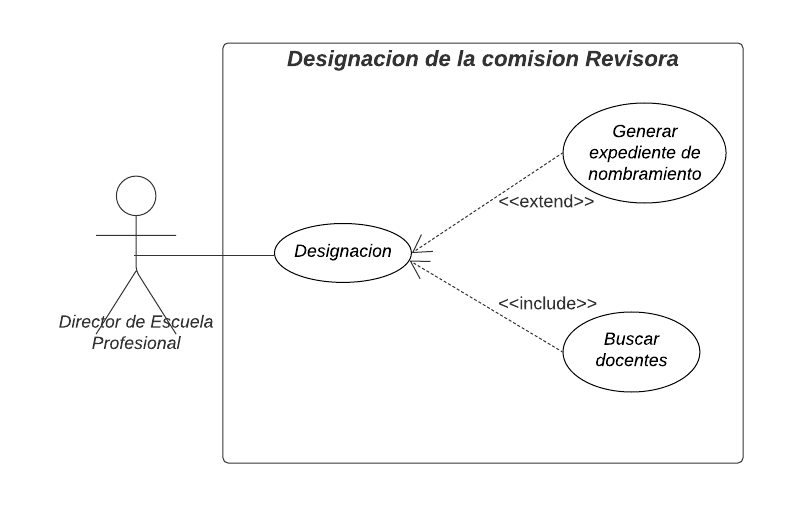 Designacion de la comision Revisora
Generar
expediente de
nombramiento
<<extend>>
Designacion
<<include>>
Director de Escuela
Profesional
Buscar
docentes